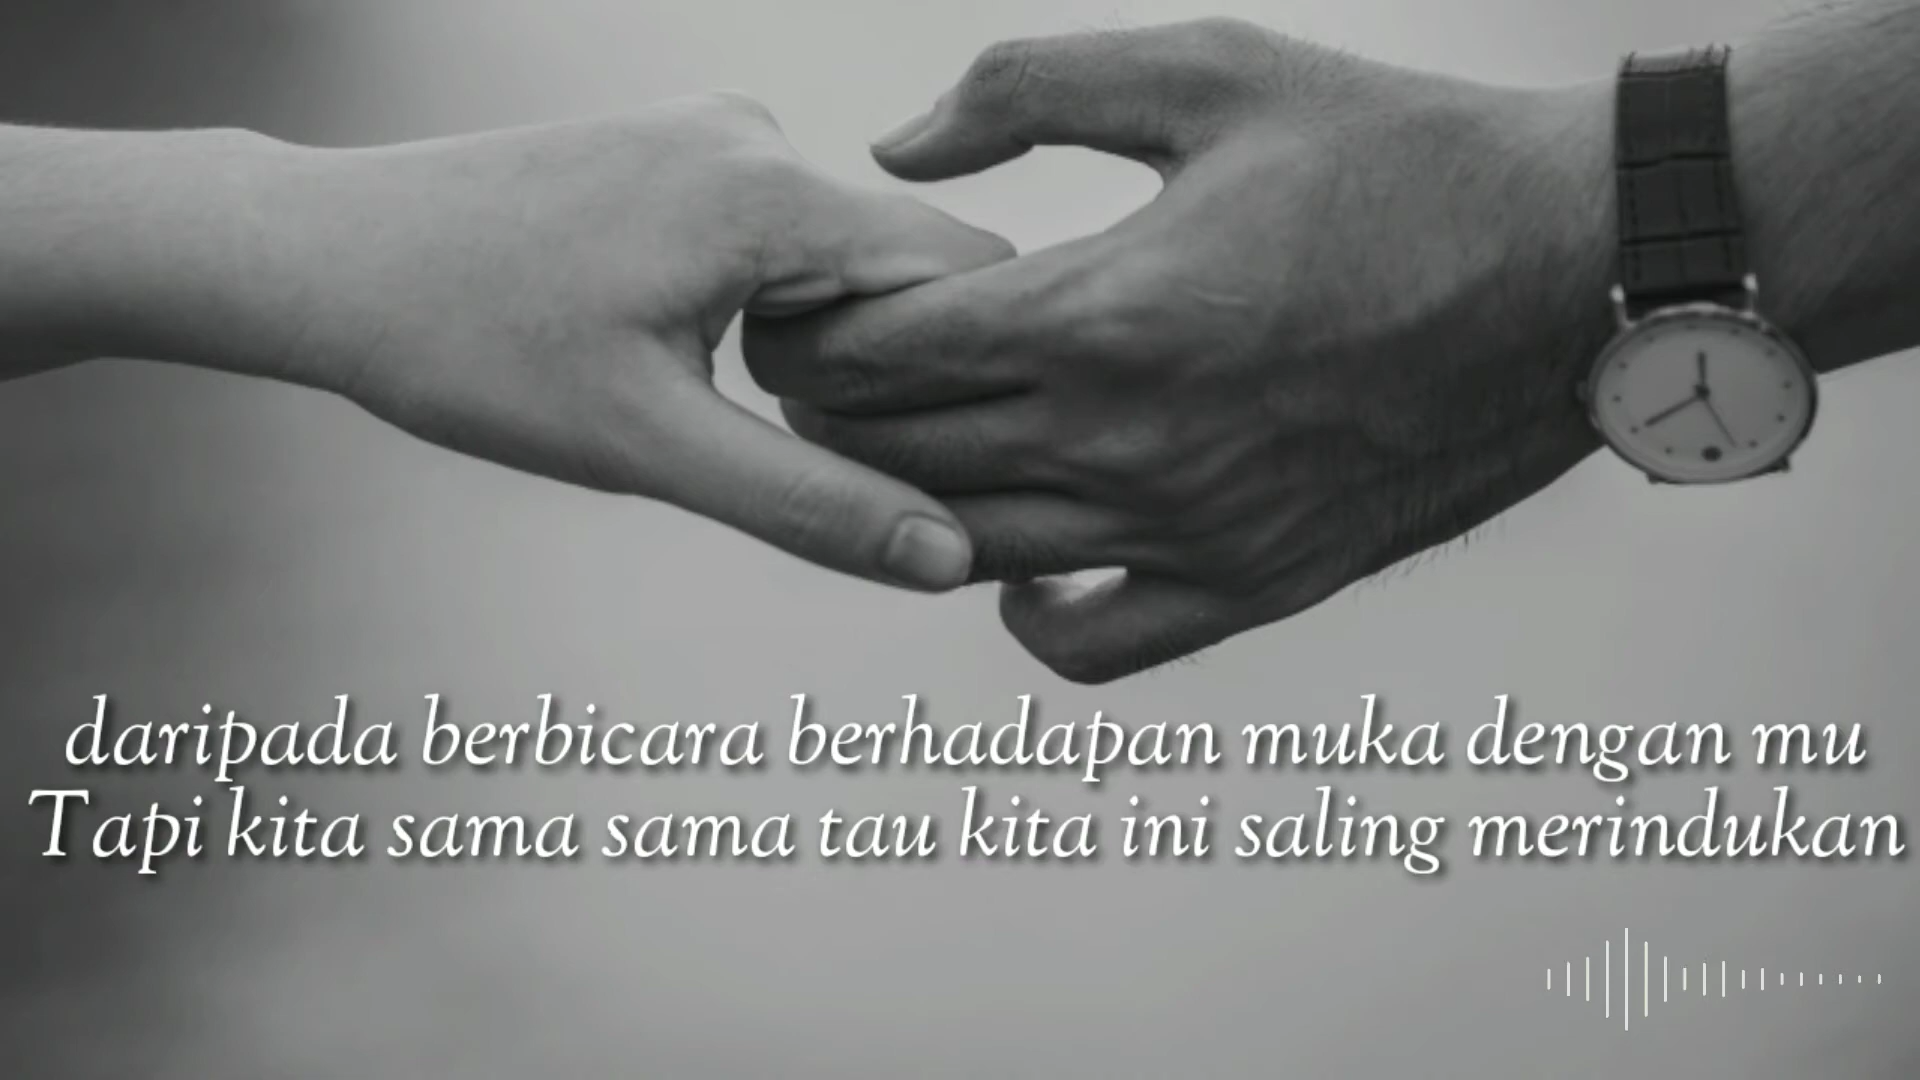 daripada berbicara berhadapan muka dengan mu
Tapi kita sama sama tau kita ini saling merindukan